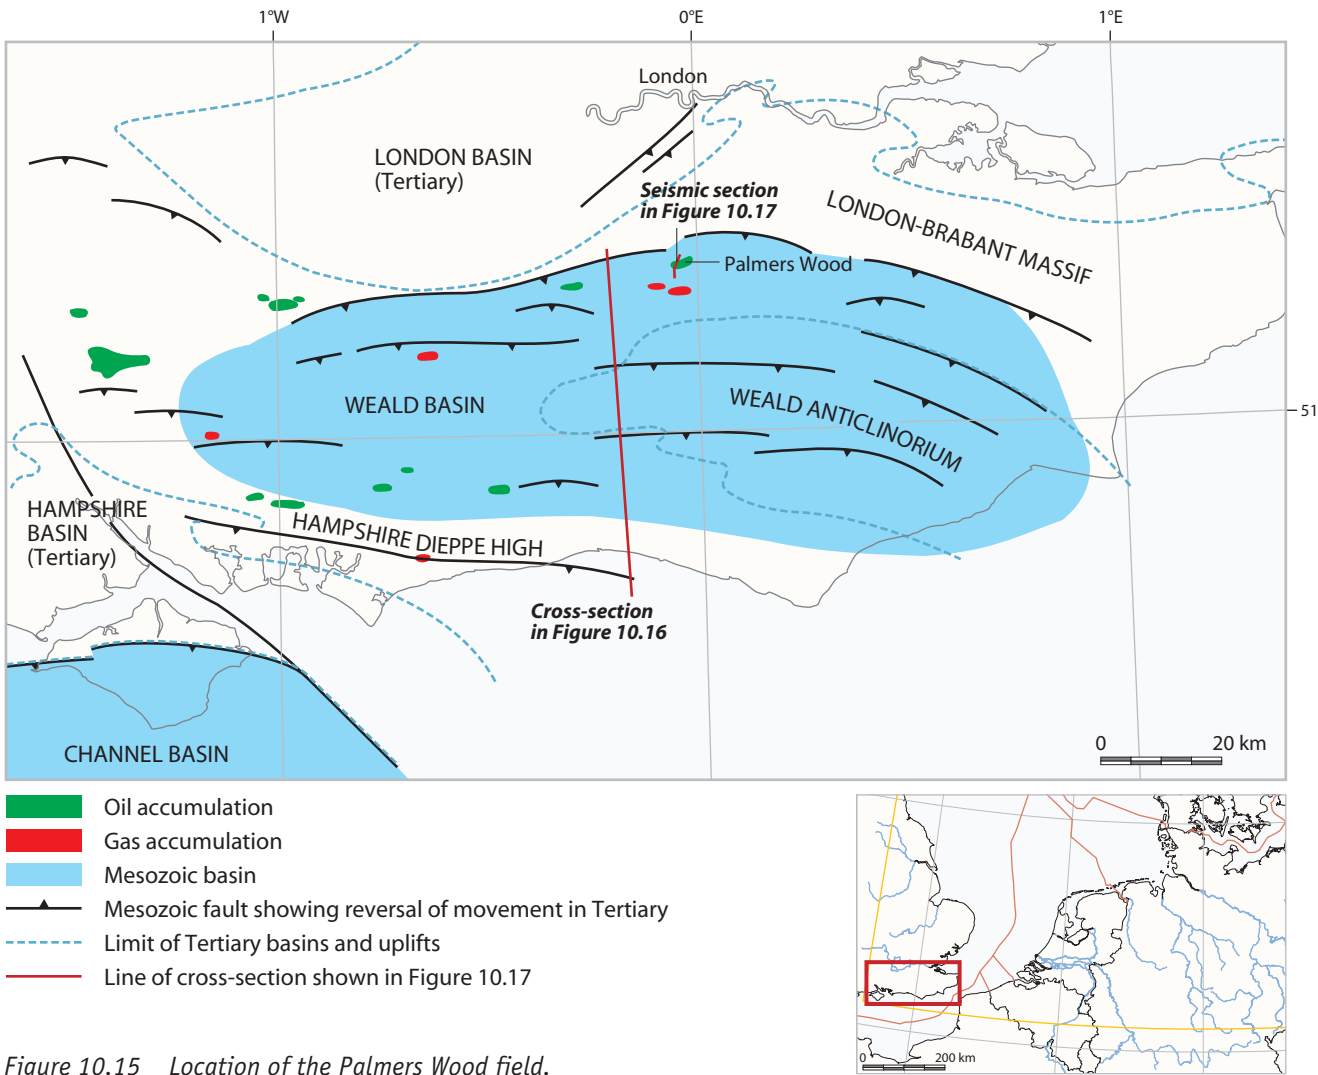 1°W
0°E
1°E
London
LONDON BASIN
(Tertiary)
Seismic section
in Figure 10.17
LONDON-BRABANT MASSIF
Palmers Wood
WEALD BASIN
WEALD ANTICLINORIUM
51
HAMPSHIRE
BASIN
(Tertiary)
HAMPSHIRE DIEPPE HIGH
Cross-section
in Figure 10.16
CHANNEL BASIN
0
20 km
Oil accumulation
Gas accumulation
Mesozoic basin
Mesozoic fault showing reversal of movement in Tertiary
Limit of Tertiary basins and uplifts
Line of cross-section shown in Figure 10.17
0
200 km
Figure 10.15 Location of the Palmers Wood field.